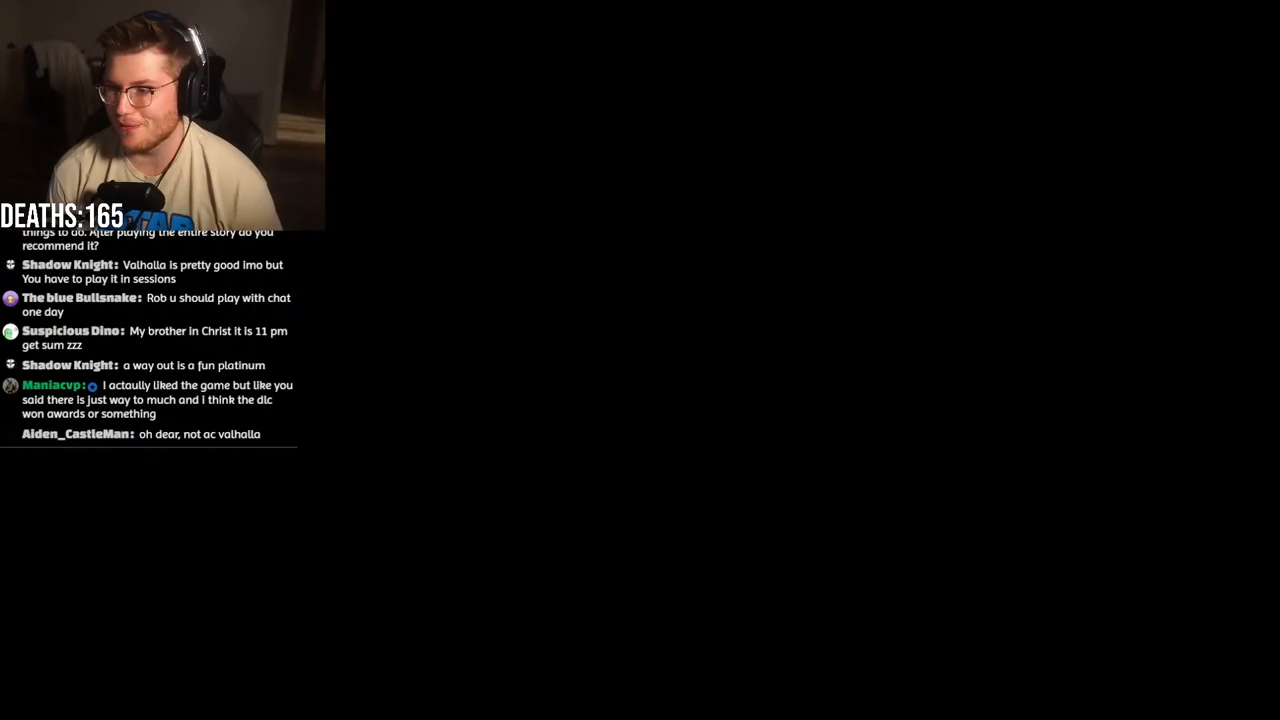 DEATHS:165
things to do. After playing the entire story do you
recommend it?
Shadow Knight: Valhalla is pretty good imo but
You have to play it in sessions
The blue Bullsnake: Rob u should play with chat
one day
Suspicious Dino: My brother in Christ it is 11 pm
get sum zzz
Shadow Knight: a way out is a fun platinum
Maniacvp: I actaully liked the game but like you
said there is just way to much and i think the dlc
won awards or something
Aiden_CastleMan: oh dear, not ac valhalla